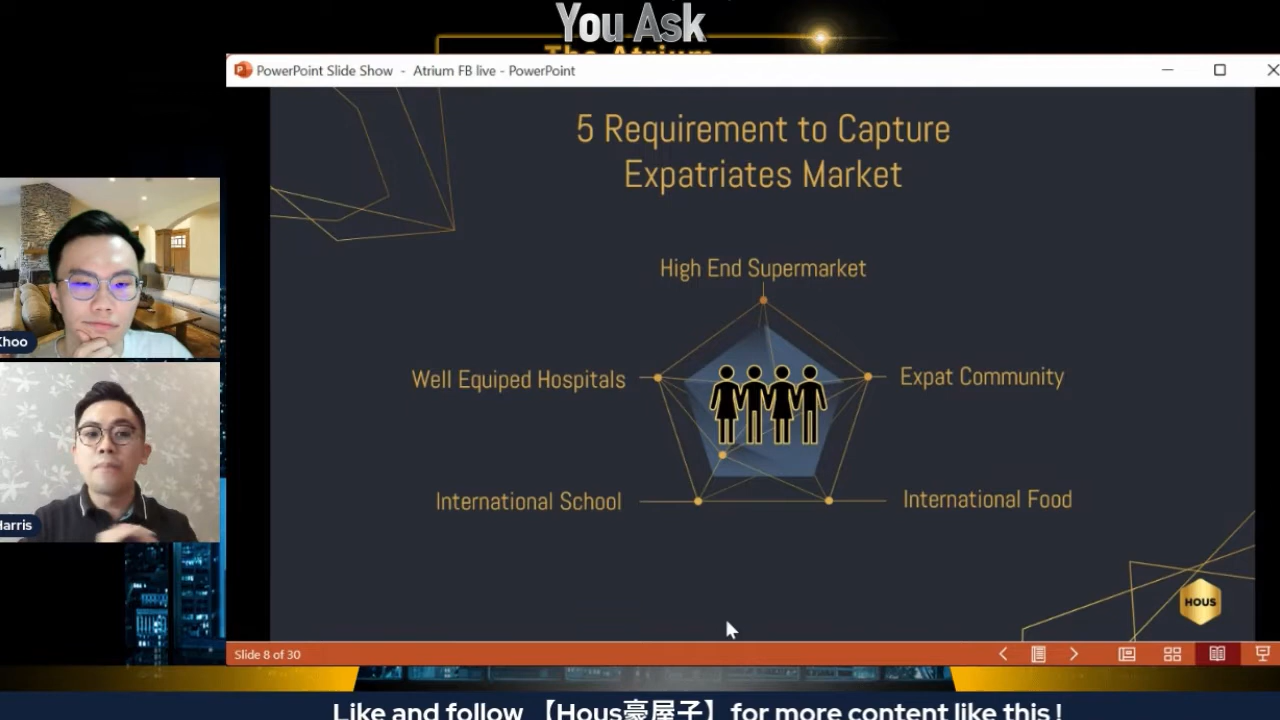 You Ask
The Atrium
PowerPoint Slide Show - Atrium FB live - PowerPoint
5 Requirement to Capture
Expatriates Market
High End Supermarket
Well Equiped Hospitals
Expat Community
International School
International Food
Khoo
Harris
HOUS
Slide 8 of 30
Like and follow 【Hous豪屋子】for more content like this !